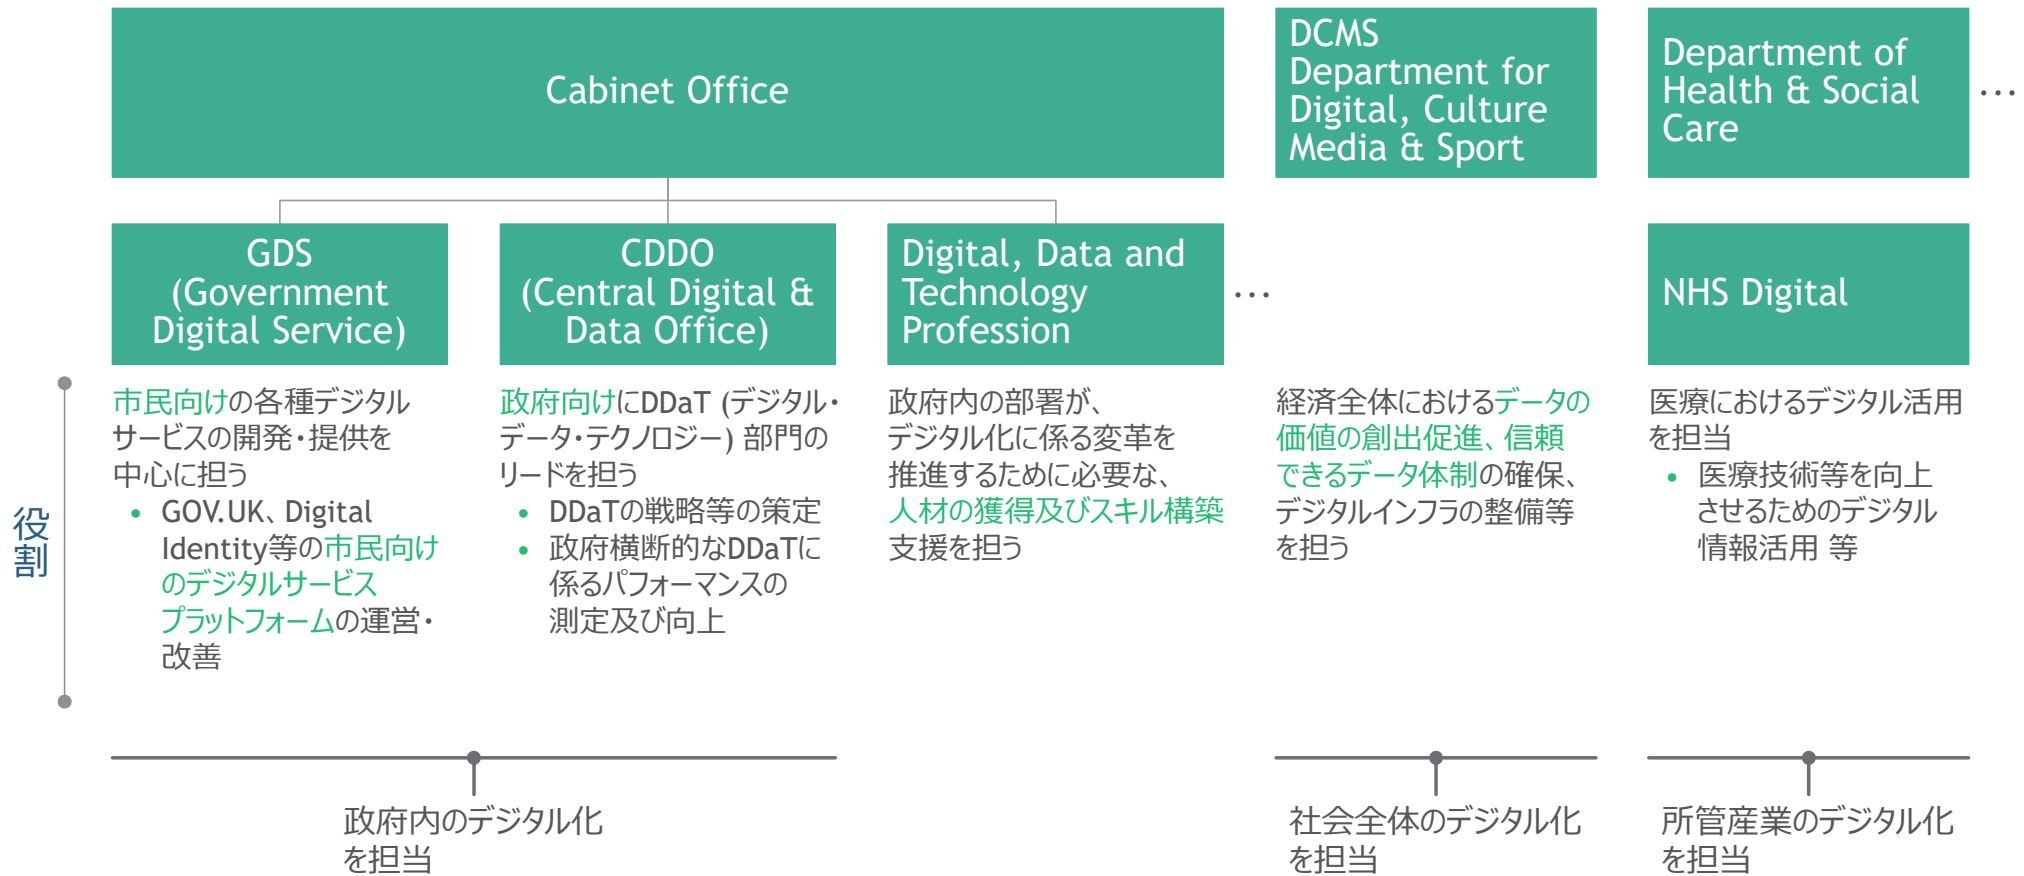 Cabinet Office
DCMS
Department for
Digital, Culture
Media & Sport
Department of
Health & Social
Care
…
GDS
(Government
Digital Service)
CDDO
(Central Digital &
Data Office)
Digital, Data and
Technology
Profession
…
NHS Digital
役割
市民向けの各種デジタル
サービスの開発・提供を
中心に担う
• GOV.UK、Digital
Identity等の市民向け
のデジタルサービス
プラットフォームの運営・
改善
政府向けにDDaT (デジタル・
データ・テクノロジー) 部門の
リードを担う
• DDaTの戦略等の策定
• 政府横断的なDDaTに
係るパフォーマンスの
測定及び向上
政府内の部署が、
デジタル化に係る変革を
推進するために必要な、
人材の獲得及びスキル構築
支援を担う
経済全体におけるデータの
価値の創出促進、信頼
できるデータ体制の確保、
デジタルインフラの整備等
を担う
医療におけるデジタル活用
を担当
• 医療技術等を向上
させるためのデジタル
情報活用 等
政府内のデジタル化
を担当
社会全体のデジタル化
を担当
所管産業のデジタル化
を担当